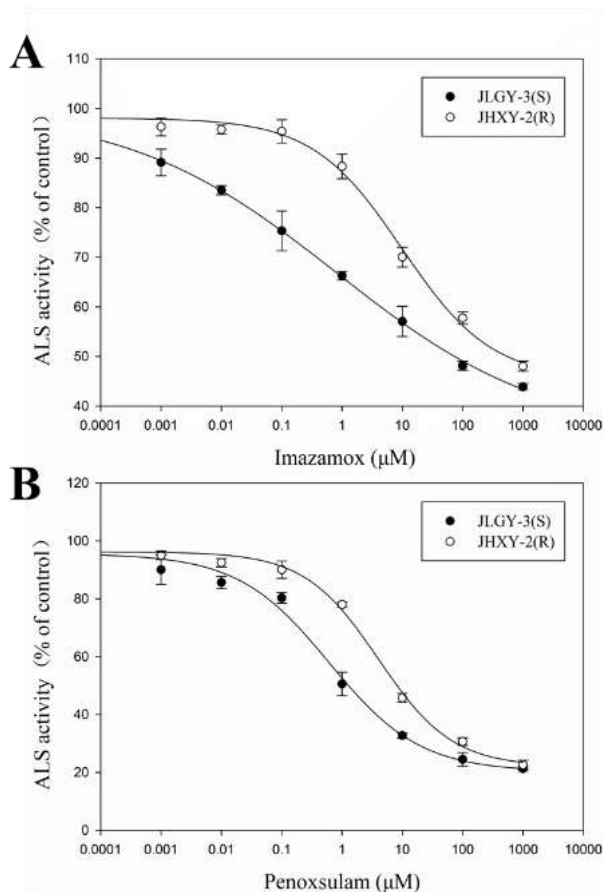 A
JLGY-3(S)
JHXY-2(R)
110
100
90
80
70
60
50
40
ALS activity (% of control)
0.0001 0.001 0.01 0.1 1 10 100 1000 10000
Imazamox (μM)
B
JLGY-3(S)
JHXY-2(R)
120
100
80
60
40
20
0
ALS activity (% of control)
0.0001 0.001 0.01 0.1 1 10 100 1000 10000
Penoxsulam (μM)